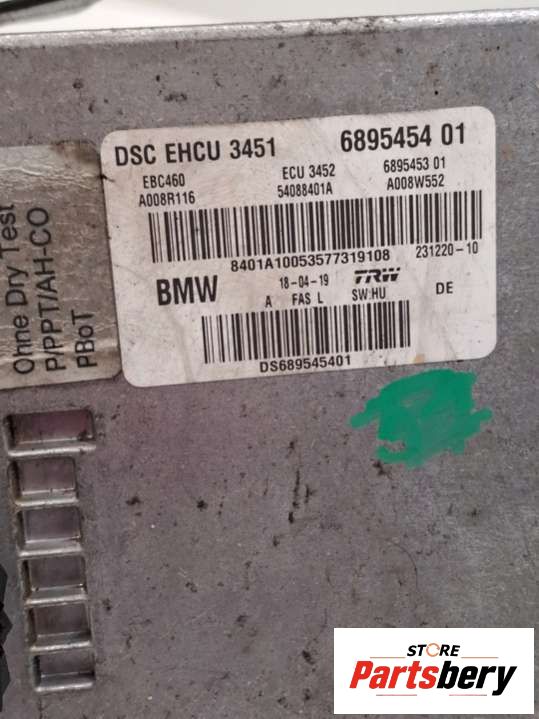 DSC EHCU 3451 6895454 01
EBC460 ECU 3452 6895453 01
A008R116 54088401A A008W552
8401A10053577319108 231220-10
BMW 18-04-19 TRW
A FAS L SW:HU DE
DS689545401
Ohne Dry Test
P/PPT/AH-CO
PBoT
STORE
Partsbery